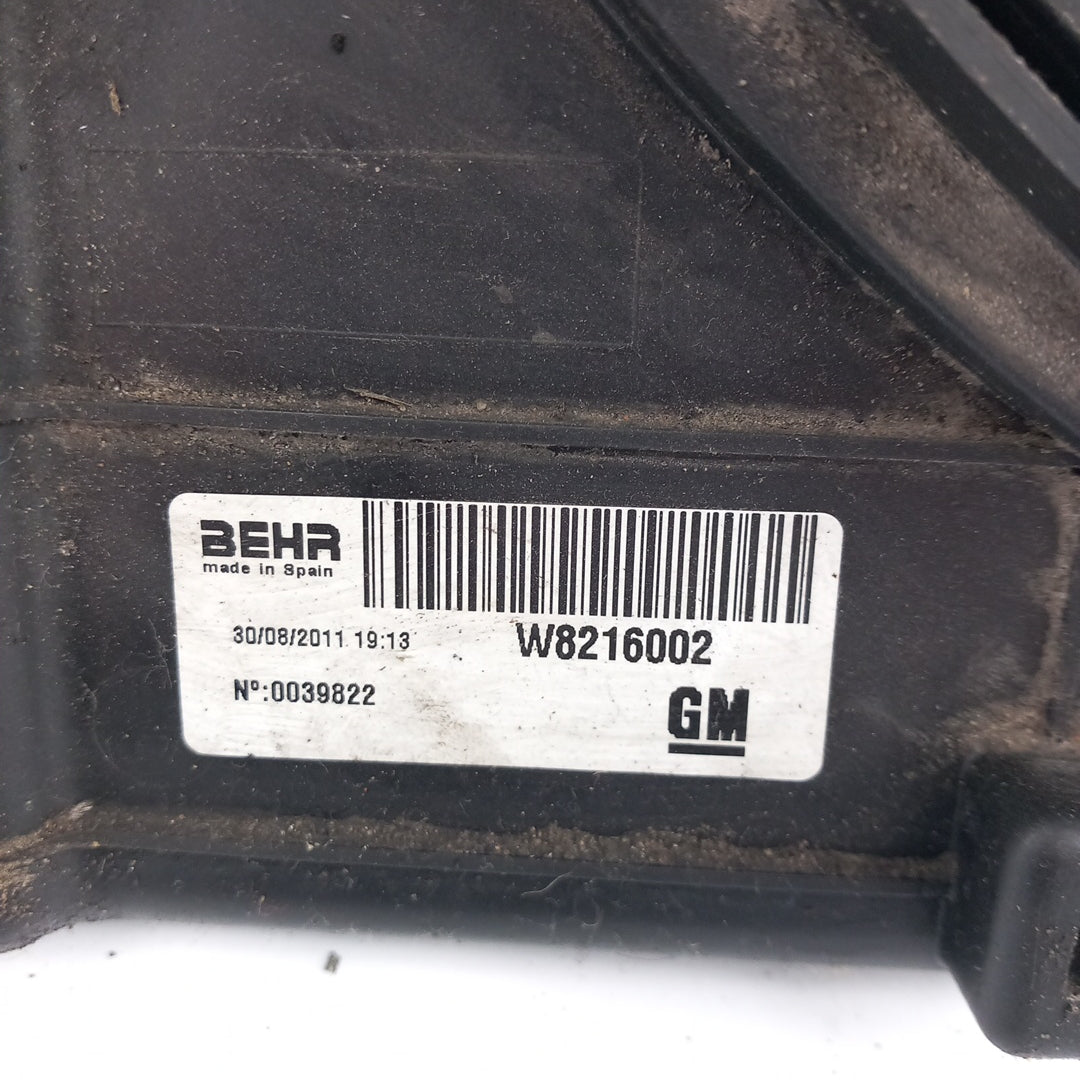 BEHR
made in Spain
30/08/2011 19:13
W8216002
Nº:0039822
GM